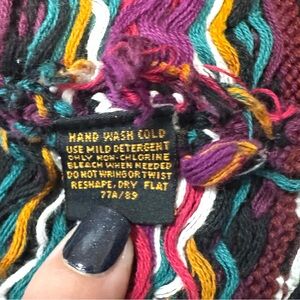 HAND WASH COLD
USE MILD DETERGENT
ONLY NON-CHLORINE
BLEACH WHEN NEEDED
DO NOT WRING OR TWIST
RESHAPE, DRY FLAT
77A/89